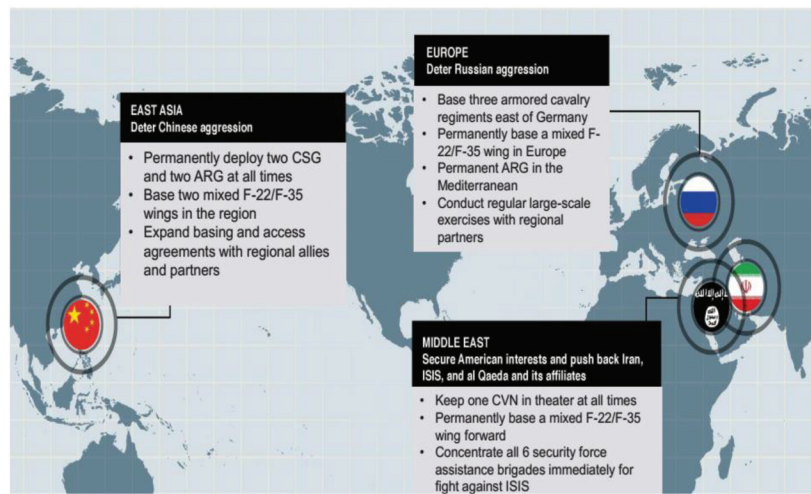 EAST ASIA
Deter Chinese aggression
• Permanently deploy two CSG
and two ARG at all times
• Base two mixed F-22/F-35
wings in the region
• Expand basing and access
agreements with regional allies
and partners
EUROPE
Deter Russian aggression
• Base three armored cavalry
regiments east of Germany
• Permanently base a mixed F-
22/F-35 wing in Europe
• Permanent ARG in the
Mediterranean
• Conduct regular large-scale
exercises with regional
partners
MIDDLE EAST
Secure American interests and push back Iran,
ISIS, and al Qaeda and its affiliates
• Keep one CVN in theater at all times
• Permanently base a mixed F-22/F-35
wing forward
• Concentrate all 6 security force
assistance brigades immediately for
fight against ISIS